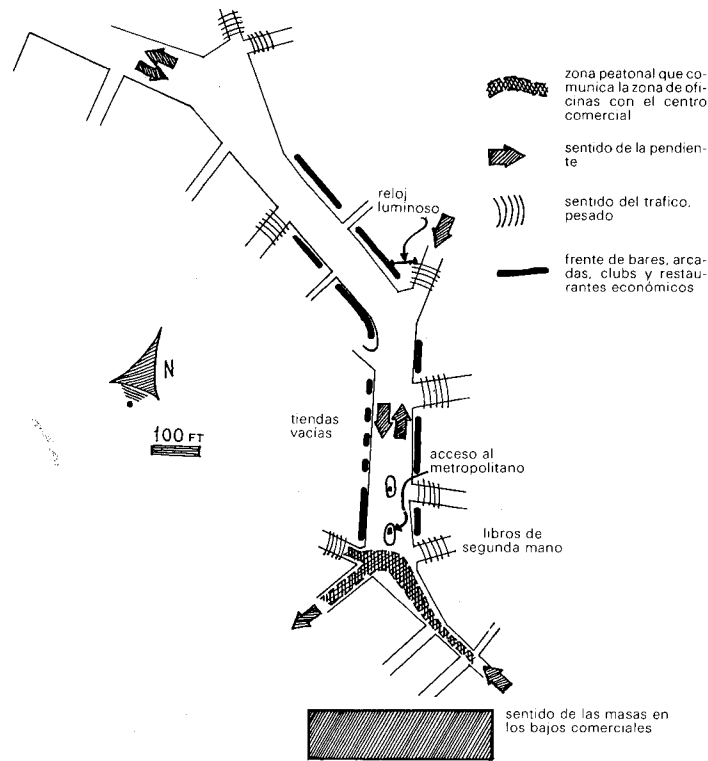 zona peatonal que co-
munica la zona de ofi-
cinas con el centro
comercial
sentido de la pendien-
te
reloj
luminoso
sentido del trafico,
pesado
frente de bares, arca-
das, clubs y restau-
rantes económicos
N
100 FT
tiendas
vacías
acceso al
metropolitano
libros de
segunda mano
sentido de las masas en
los bajos comerciales